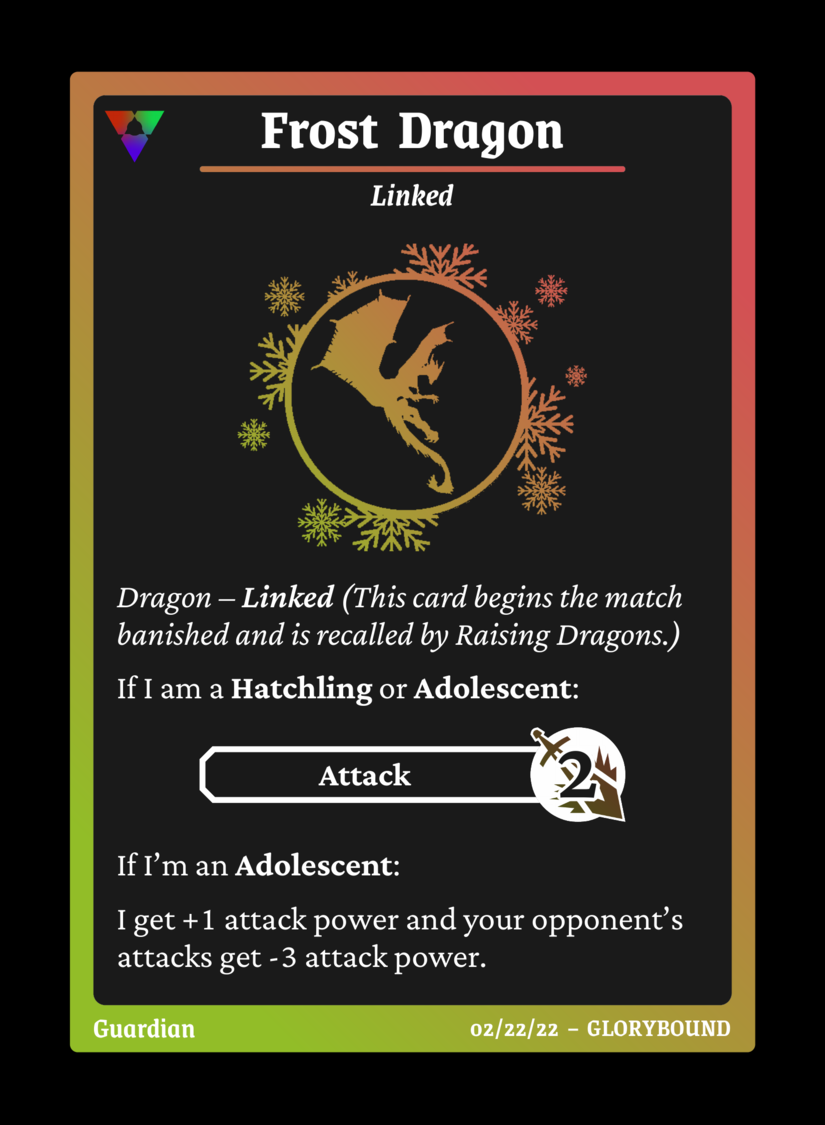 Frost Dragon
Linked
Dragon – Linked (This card begins the match
banished and is recalled by Raising Dragons.)
If I am a Hatchling or Adolescent:
Attack 2
If I’m an Adolescent:
I get +1 attack power and your opponent’s
attacks get -3 attack power.
Guardian 02/22/22 – GLORYBOUND